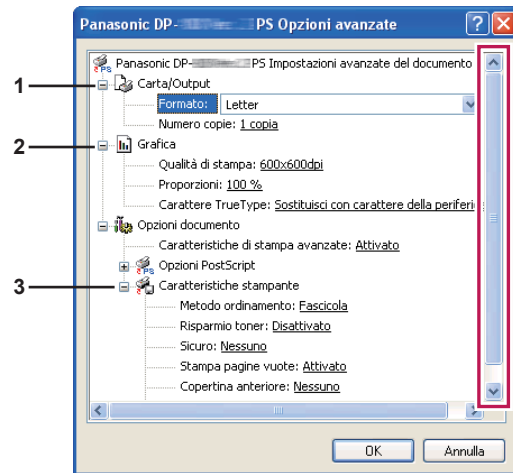 Panasonic DP- PS Opzioni avanzate
Panasonic DP- PS Impostazioni avanzate del documento
1
Carta/Output
Formato: Letter
Numero copie: 1 copia
2
Grafica
Qualità di stampa: 600x600dpi
Proporzioni: 100 %
Carattere TrueType: Sostituisci con carattere della periferi
Opzioni documento
Caratteristiche di stampa avanzate: Attivato
PS
Opzioni PostScript
3
Caratteristiche stampante
Metodo ordinamento: Fascicola
Risparmio toner: Disattivato
Sicuro: Nessuno
Stampa pagine vuote: Attivato
Copertina anteriore: Nessuno
OK
Annulla